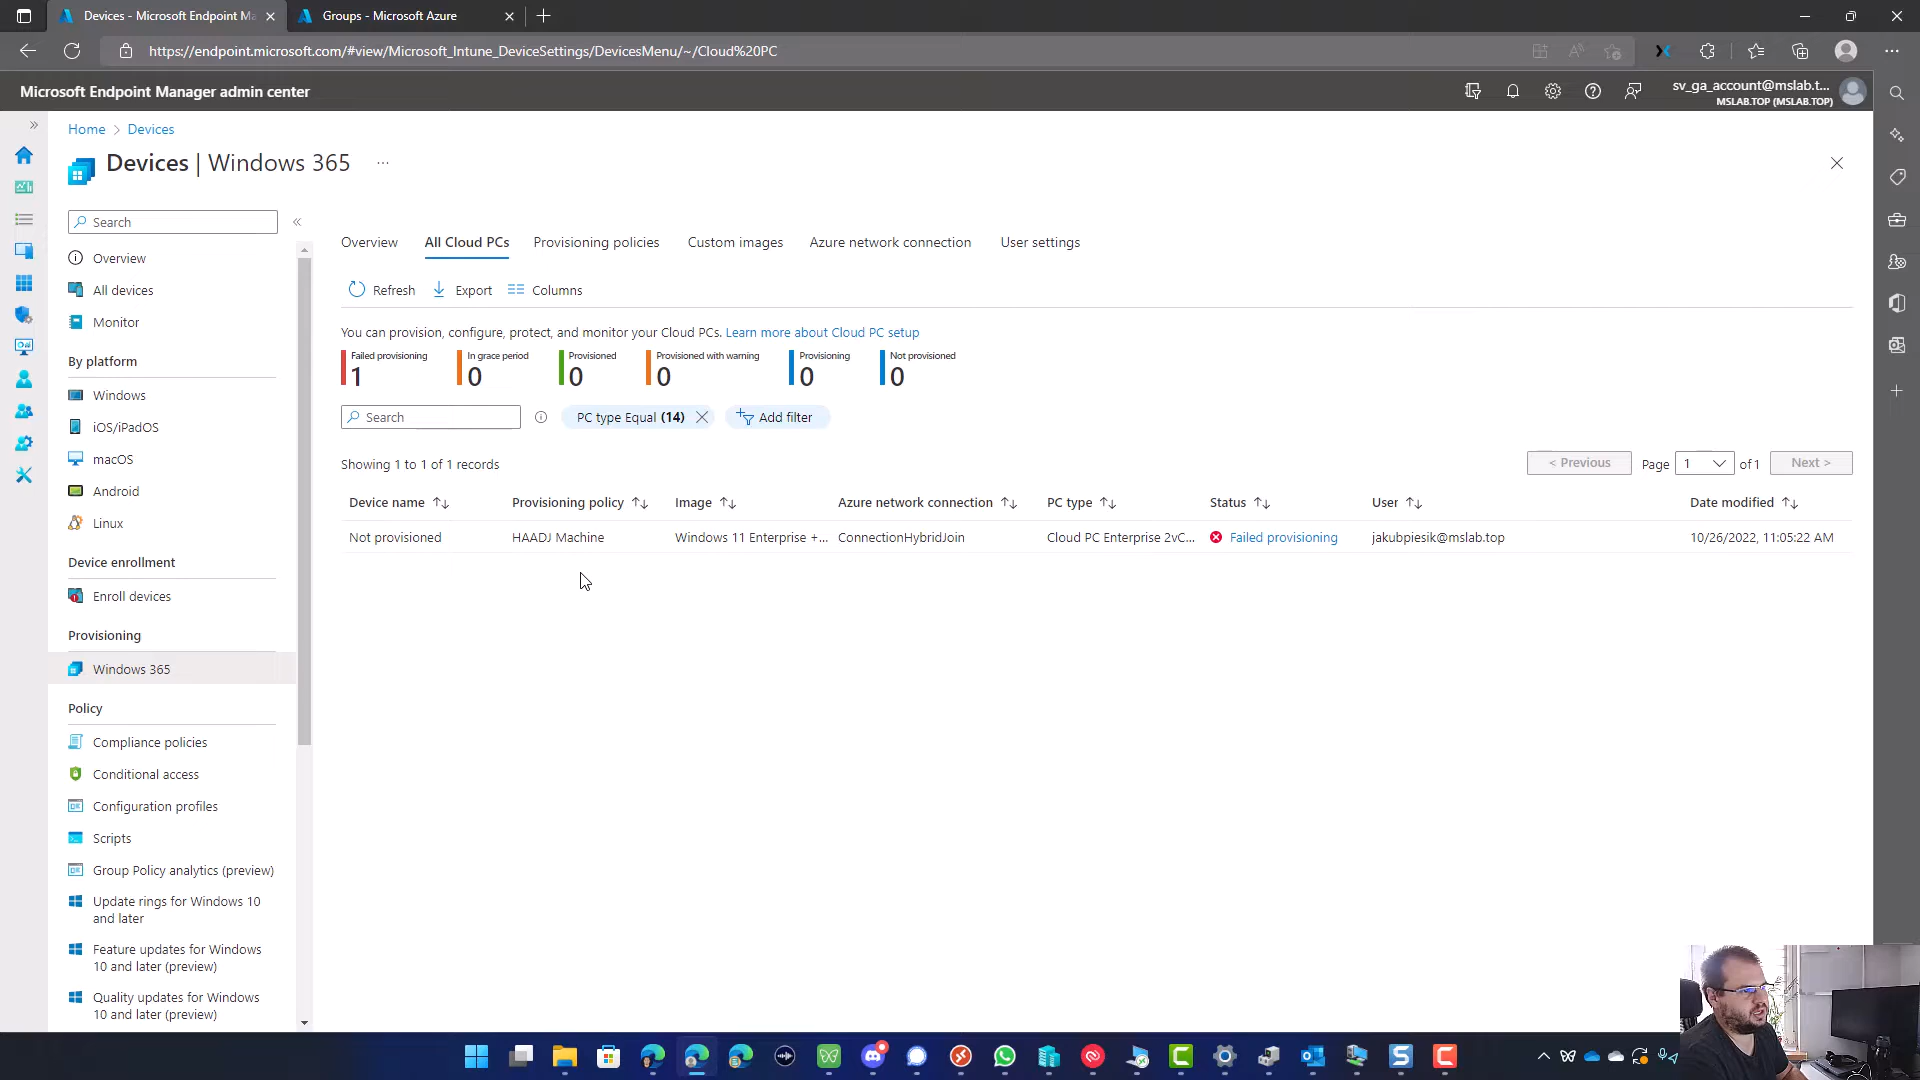 Devices - Microsoft Endpoint Ma
Groups - Microsoft Azure
https://endpoint.microsoft.com/#view/Microsoft_Intune_DeviceSettings/DevicesMenu/~/Cloud%20PC
Microsoft Endpoint Manager admin center
sv_ga_account@mslab.t...
MSLAB.TOP (MSLAB.TOP)
Home > Devices
Devices | Windows 365 ...
Search
Overview
All devices
Monitor
By platform
Windows
iOS/iPadOS
macOS
Android
Linux
Device enrollment
Enroll devices
Provisioning
Windows 365
Policy
Compliance policies
Conditional access
Configuration profiles
Scripts
Group Policy analytics (preview)
Update rings for Windows 10
and later
Feature updates for Windows
10 and later (preview)
Quality updates for Windows
10 and later (preview)
Overview All Cloud PCs Provisioning policies Custom images Azure network connection User settings
Refresh Export Columns
You can provision, configure, protect, and monitor your Cloud PCs. Learn more about Cloud PC setup
Failed provisioning In grace period Provisioned Provisioned with warning Provisioning Not provisioned
1 0 0 0 0 0
Search PC type Equal (14) Add filter
Showing 1 to 1 of 1 records
< Previous Page 1 of 1 Next >
Device name Provisioning policy Image Azure network connection PC type Status User Date modified
Not provisioned HAADJ Machine Windows 11 Enterprise +... ConnectionHybridJoin Cloud PC Enterprise 2vC... Failed provisioning jakubpiesik@mslab.top 10/26/2022, 11:05:22 AM